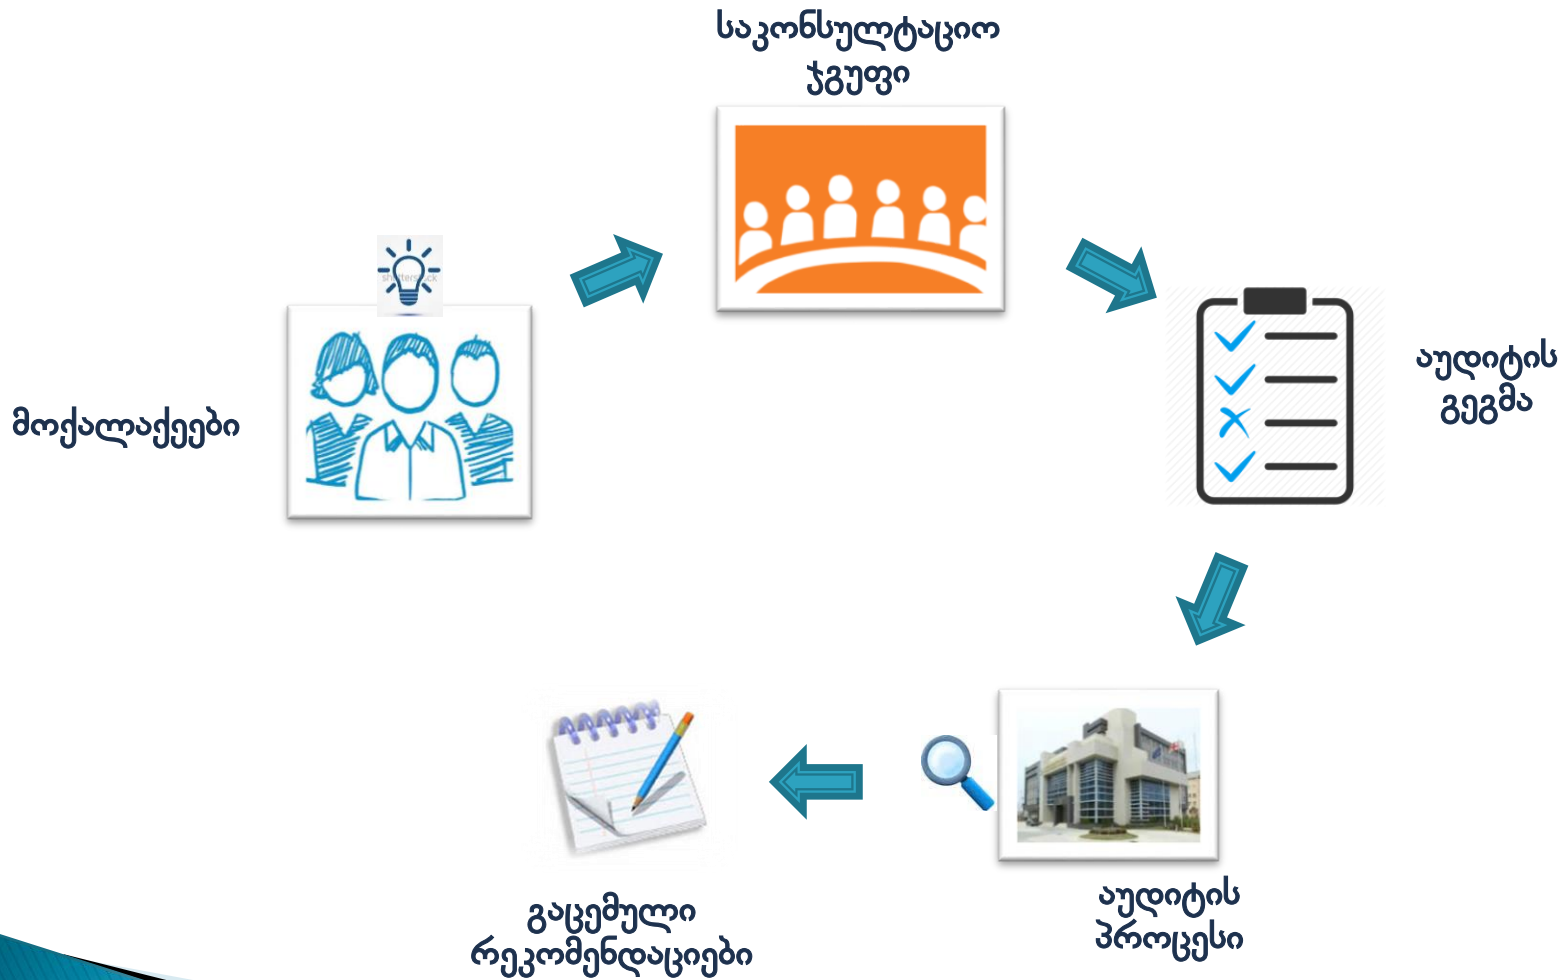 საკონსულტაციო
ჯგუფი
მოქალაქეები
აუდიტის
გეგმა
აუდიტის
პროცესი
გაცემული
რეკომენდაციები